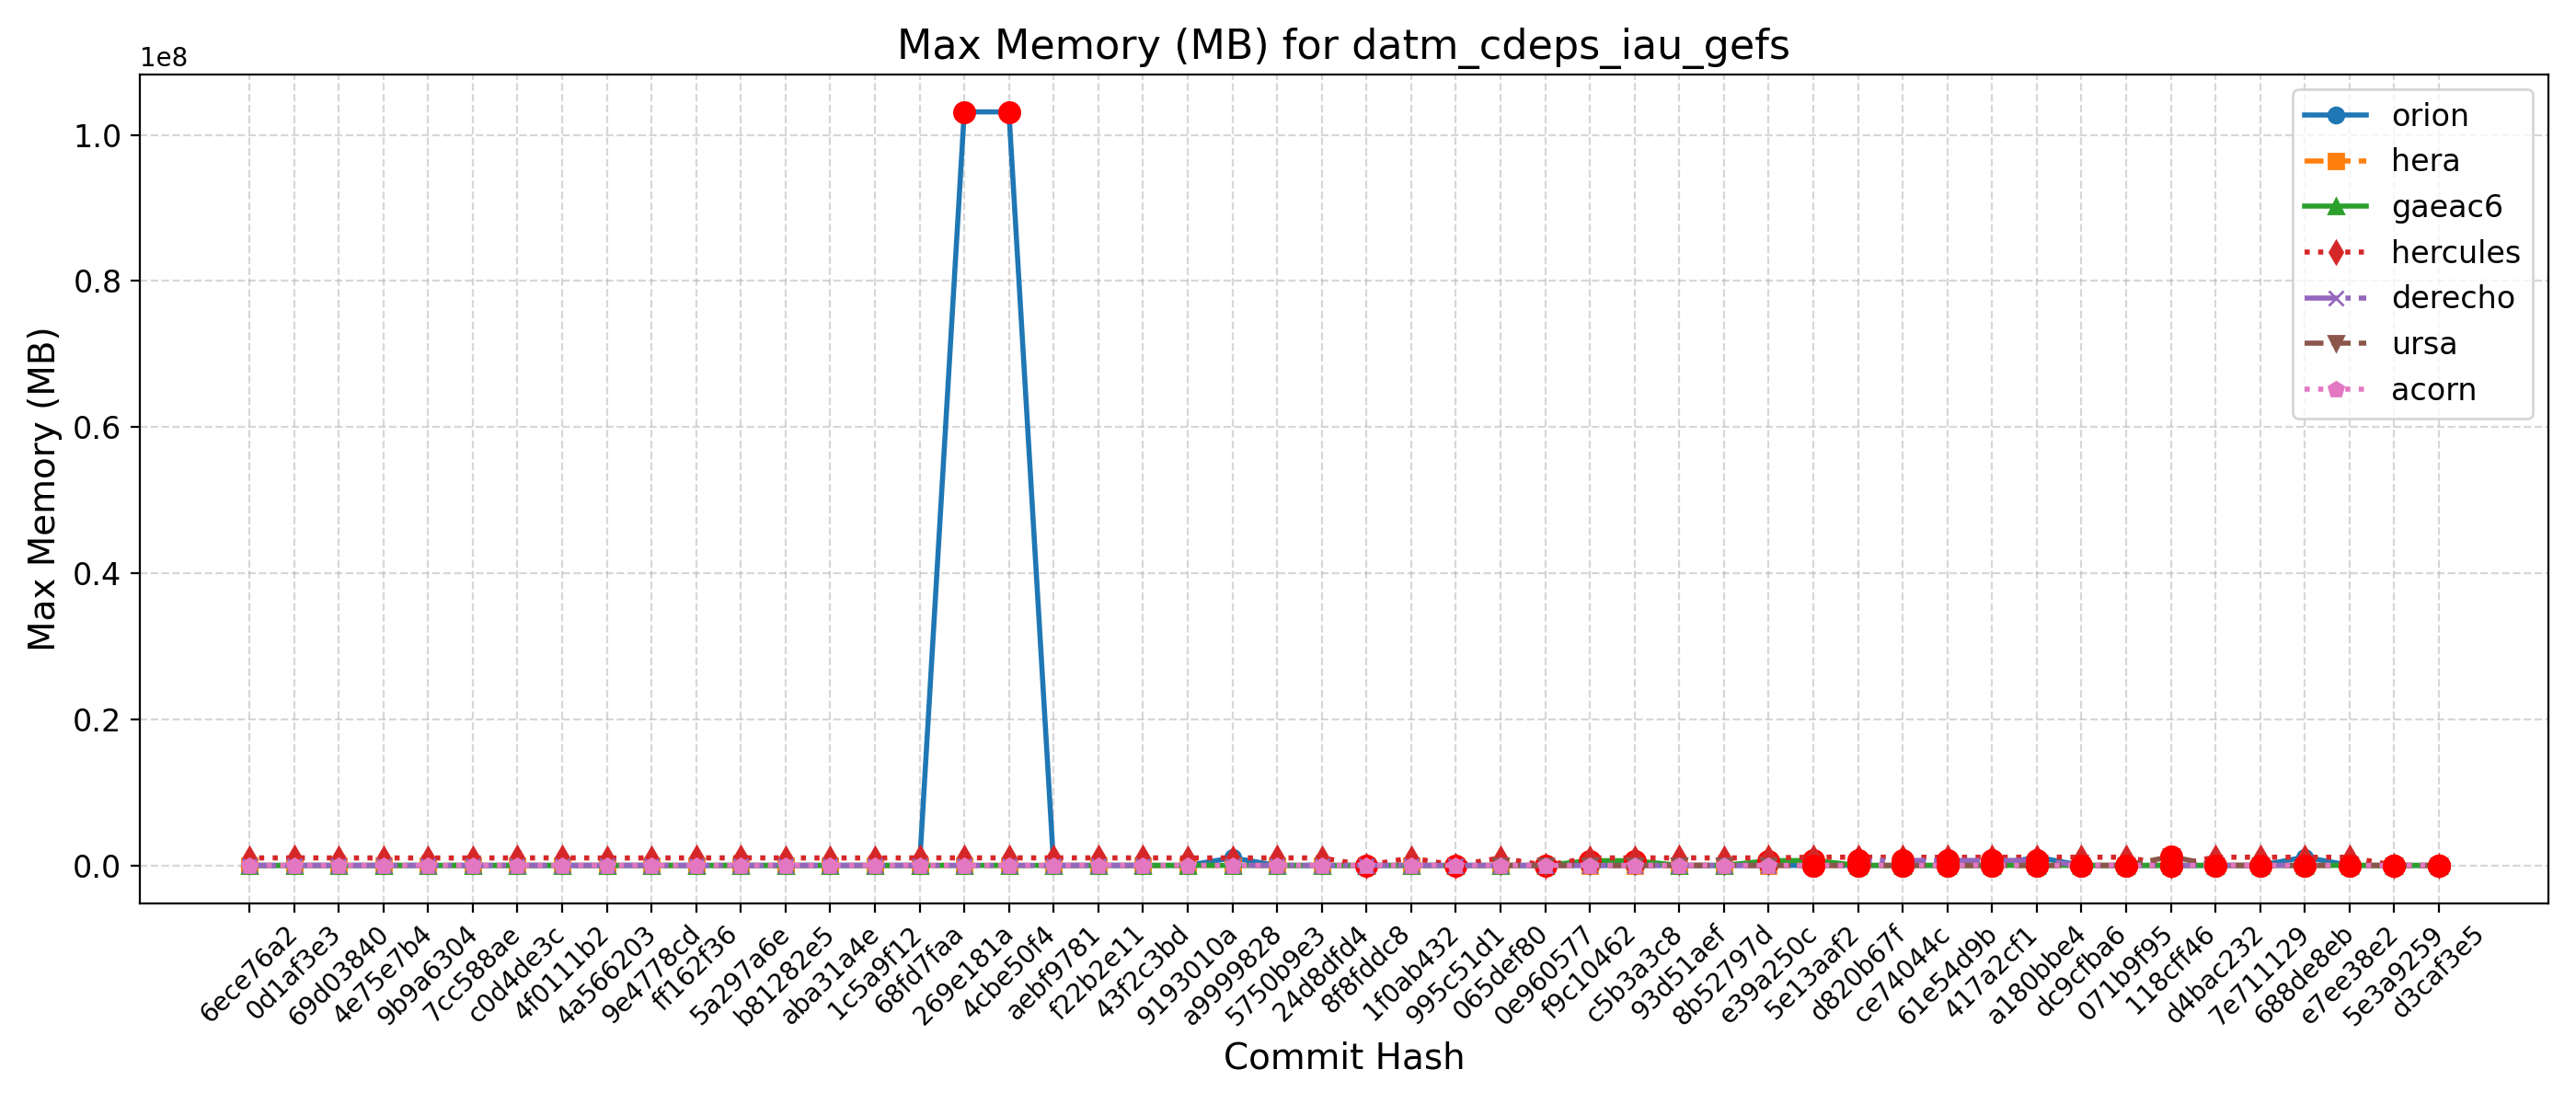 Max Memory (MB) for datm_cdeps_iau_gefs
1e8
1.0
0.8
0.6
0.4
0.2
0.0
Max Memory (MB)
orion
hera
gaeac6
hercules
derecho
ursa
acorn
6ece76a2
0d1af3e3
69d03840
4e75e7b4
9b9a6304
7cc588ae
c0d4de3c
4f0111b2
4a566203
9e4778cd
ff162f36
5a297a6e
b81282e5
aba31a4e
1c5a9f12
68fd7faa
269e181a
4cbe50f4
aebf9781
f22b2e11
43f2c3bd
9193010a
a9999828
5750b9e3
24d8dfd4
8f8fddc8
1f0ab432
995c51d1
065def80
0e960577
f9c10462
c5b3a3c8
93d51aef
8b52797d
e39a250c
5e13aaf2
d820b67f
ce74044c
61e54d9b
417a2cf1
a180bbe4
dc9cfba6
071b9f95
118cff46
d4bac232
7e711129
688de8eb
e7ee38e2
5e3a9259
d3caf3e5
Commit Hash